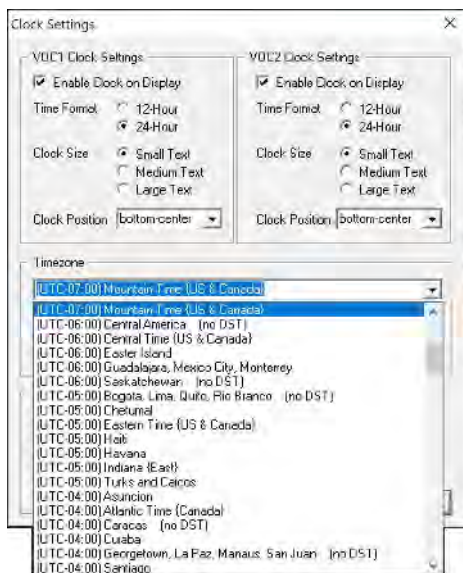 Clock Settings
VOC1 Clock Settings
Enable Clock on Display
Time Format
12-Hour
24-Hour
Clock Size
Small Text
Medium Text
Large Text
Clock Position
bottom-center
VOC2 Clock Settings
Enable Clock on Display
Time Format
12-Hour
24-Hour
Clock Size
Small Text
Medium Text
Large Text
Clock Position
bottom-center
Timezone
(UTC-07:00) Mountain Time (US & Canada)
(UTC-07:00) Mountain Time (US & Canada)
(UTC-06:00) Central America (no DST)
(UTC-06:00) Central Time (US & Canada)
(UTC-06:00) Easter Island
(UTC-06:00) Guadalajara, Mexico City, Monterrey
(UTC-06:00) Saskatchewan (no DST)
(UTC-05:00) Bogota, Lima, Quito, Rio Branco (no DST)
(UTC-05:00) Chetumal
(UTC-05:00) Eastern Time (US & Canada)
(UTC-05:00) Haiti
(UTC-05:00) Havana
(UTC-05:00) Indiana (East)
(UTC-05:00) Turks and Caicos
(UTC-04:00) Asuncion
(UTC-04:00) Atlantic Time (Canada)
(UTC-04:00) Caracas (no DST)
(UTC-04:00) Cuiaba
(UTC-04:00) Georgetown, La Paz, Manaus, San Juan (no DST)
(UTC-04:00) Santiago